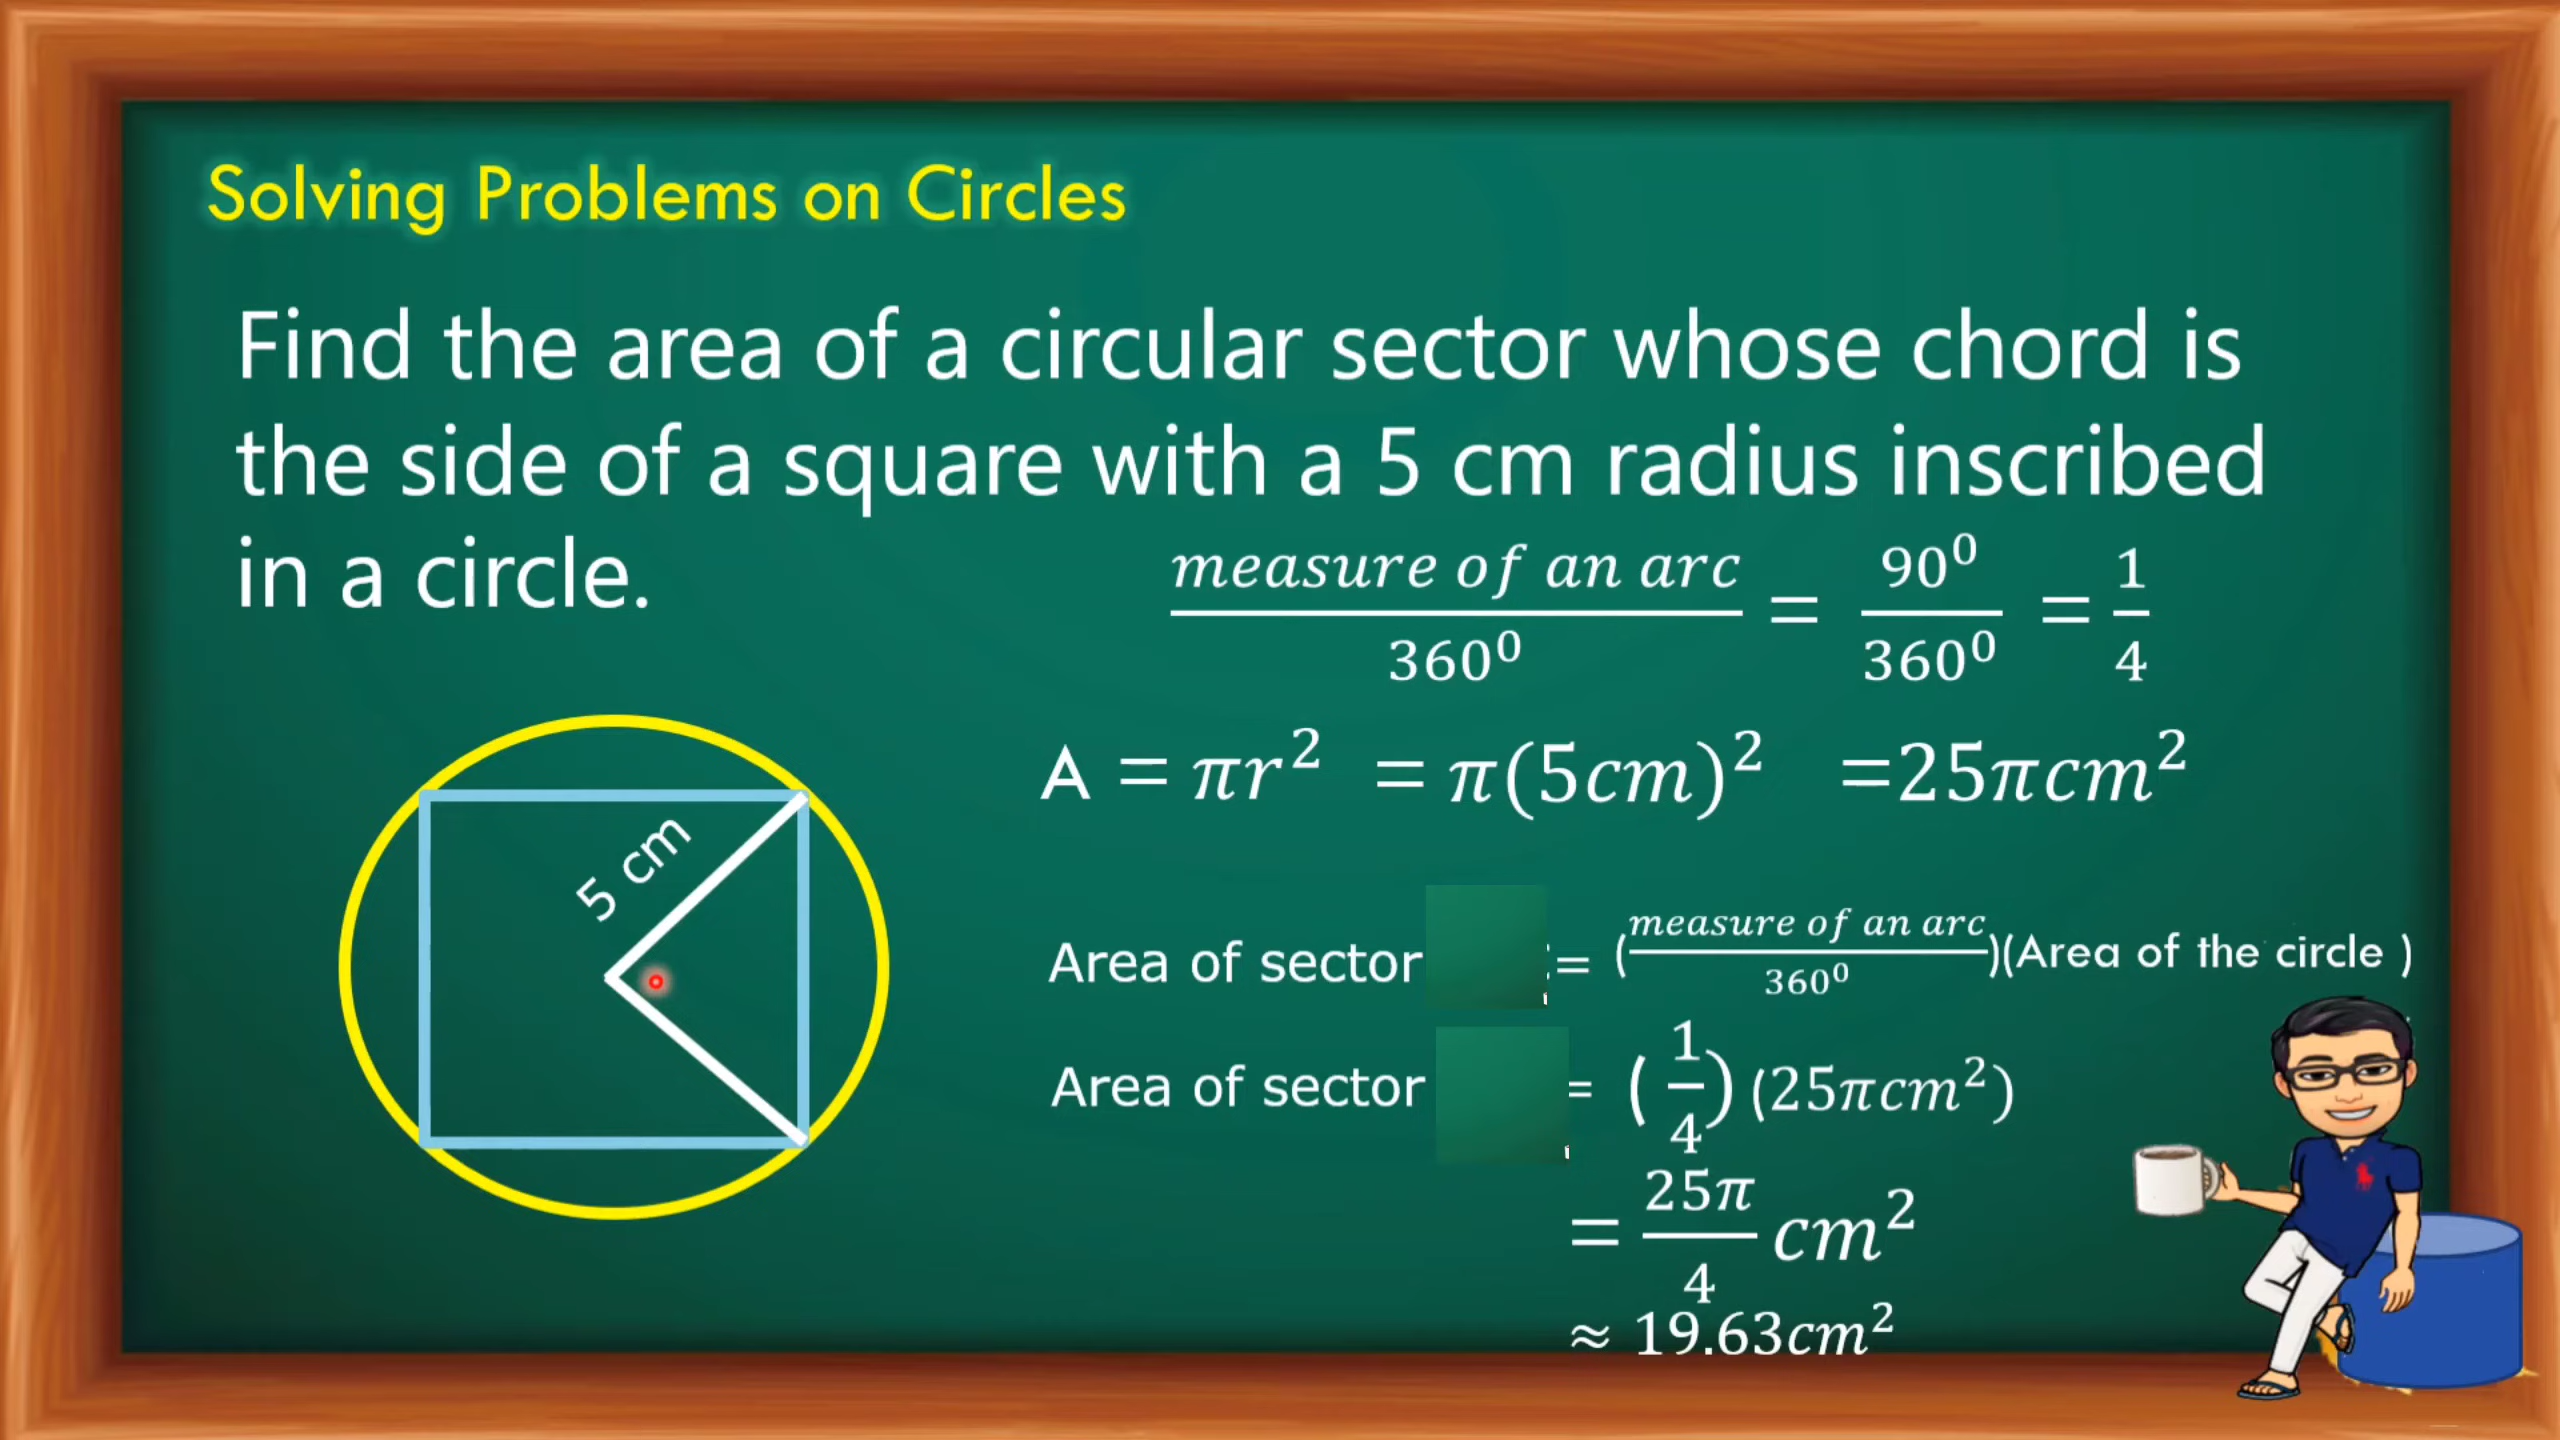 Solving Problems on Circles
Find the area of a circular sector whose chord is
the side of a square with a 5 cm radius inscribed
in a circle.
measure of an arc / 360⁰ = 90⁰ / 360⁰ = 1/4
A = πr² = π(5cm)² =25πcm²
5 cm
Area of sector = (measure of an arc / 360⁰)(Area of the circle )
Area of sector = (1/4) (25πcm²)
= 25π/4 cm²
≈ 19.63cm²